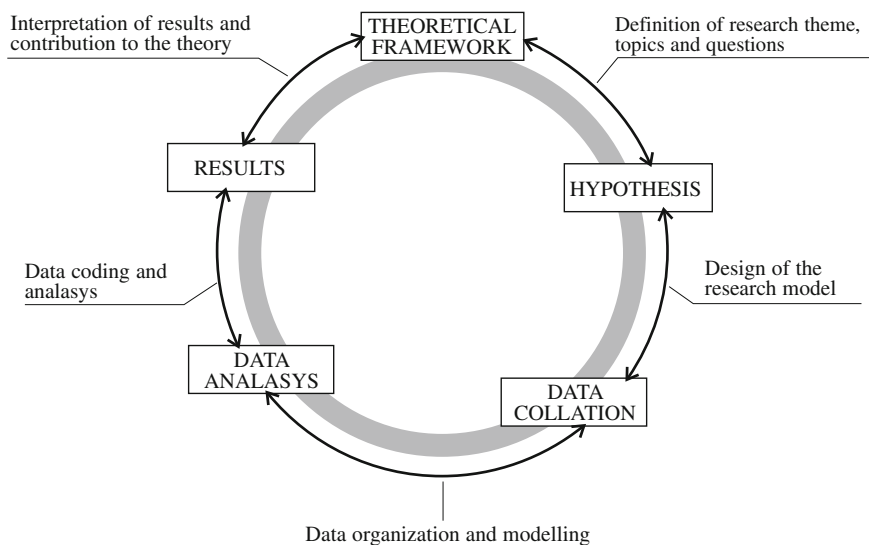 Interpretation of results and
contribution to the theory
THEORETICAL
FRAMEWORK
Definition of research theme,
topics and questions
RESULTS
HYPOTHESIS
Data coding and
analasys
Design of the
research model
DATA
ANALASYS
DATA
COLLATION
Data organization and modelling